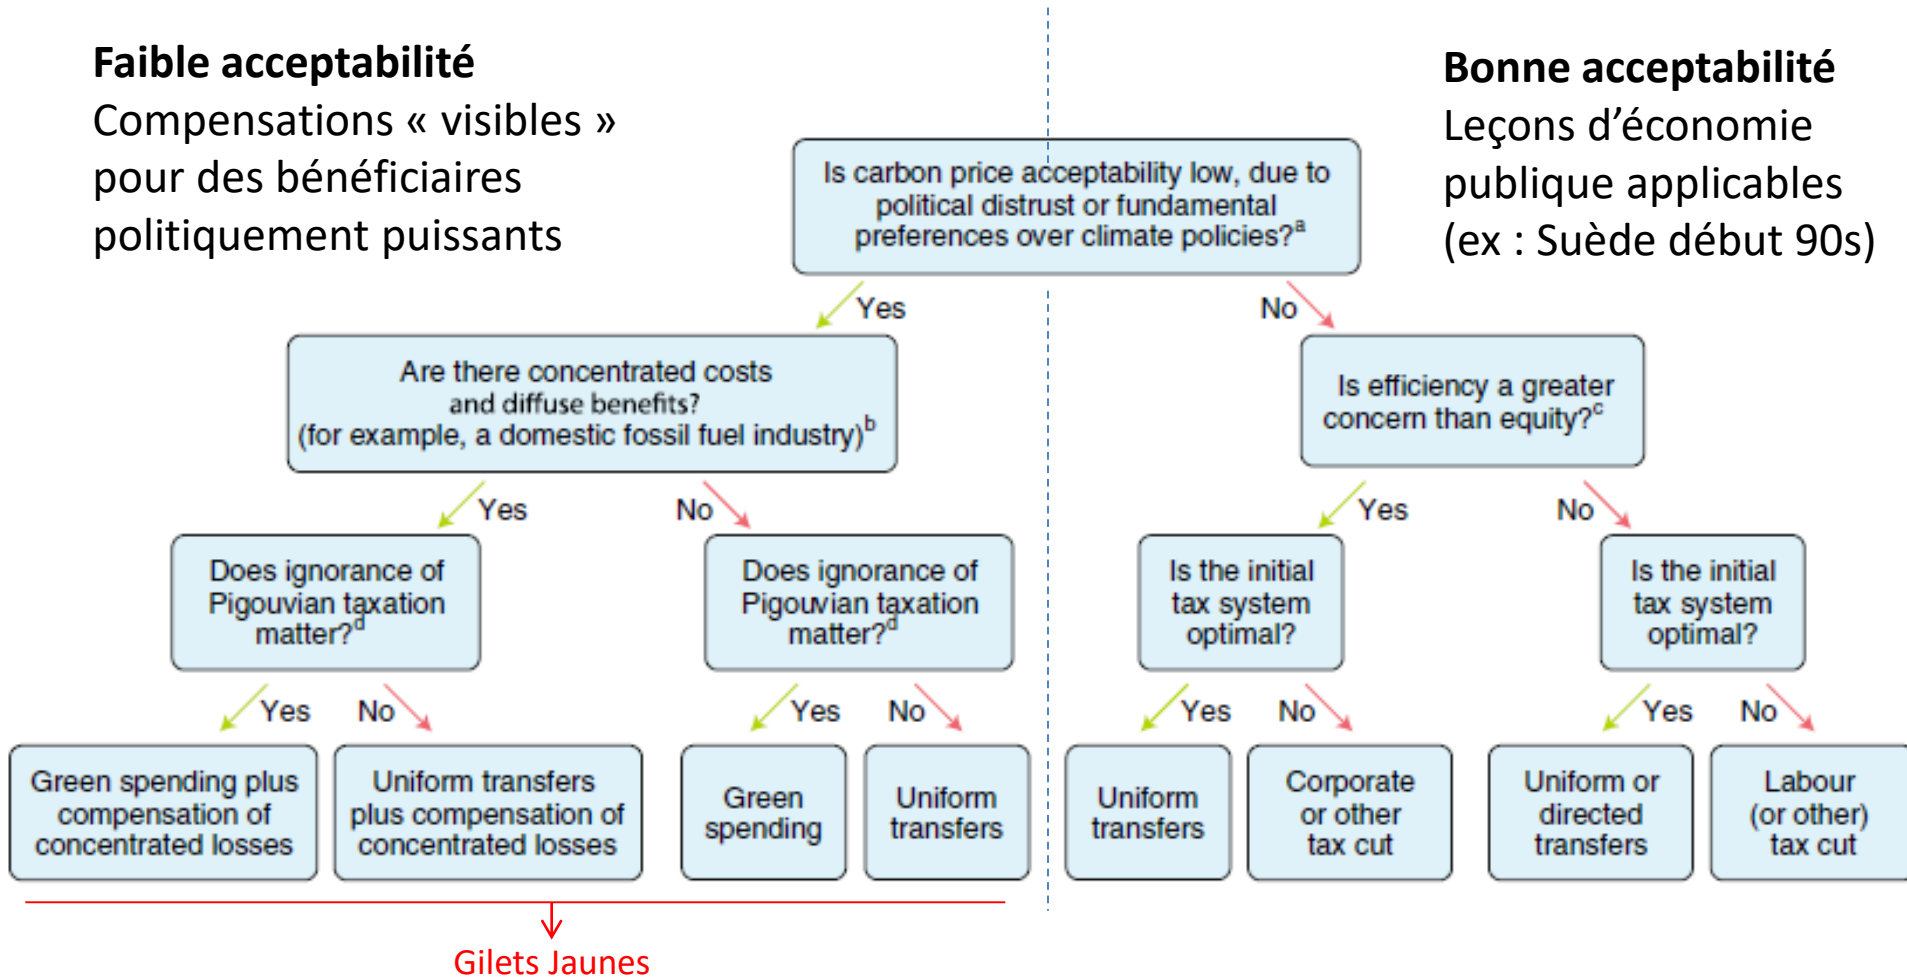 Faible acceptabilité
Compensations « visibles »
pour des bénéficiaires
politiquement puissants
Bonne acceptabilité
Leçons d’économie
publique applicables
(ex : Suède début 90s)
Is carbon price acceptability low, due to
political distrust or fundamental
preferences over climate policies?a
Yes
No
Are there concentrated costs
and diffuse benefits?
(for example, a domestic fossil fuel industry)b
Is efficiency a greater
concern than equity?c
Yes
No
Yes
No
Does ignorance of
Pigouvian taxation
matter?d
Does ignorance of
Pigouvian taxation
matter?d
Is the initial
tax system
optimal?
Is the initial
tax system
optimal?
Yes
No
Yes
No
Yes
No
Yes
No
Green spending plus
compensation of
concentrated losses
Uniform transfers
plus compensation of
concentrated losses
Green
spending
Uniform
transfers
Uniform
transfers
Corporate
or other
tax cut
Uniform or
directed
transfers
Labour
(or other)
tax cut
Gilets Jaunes